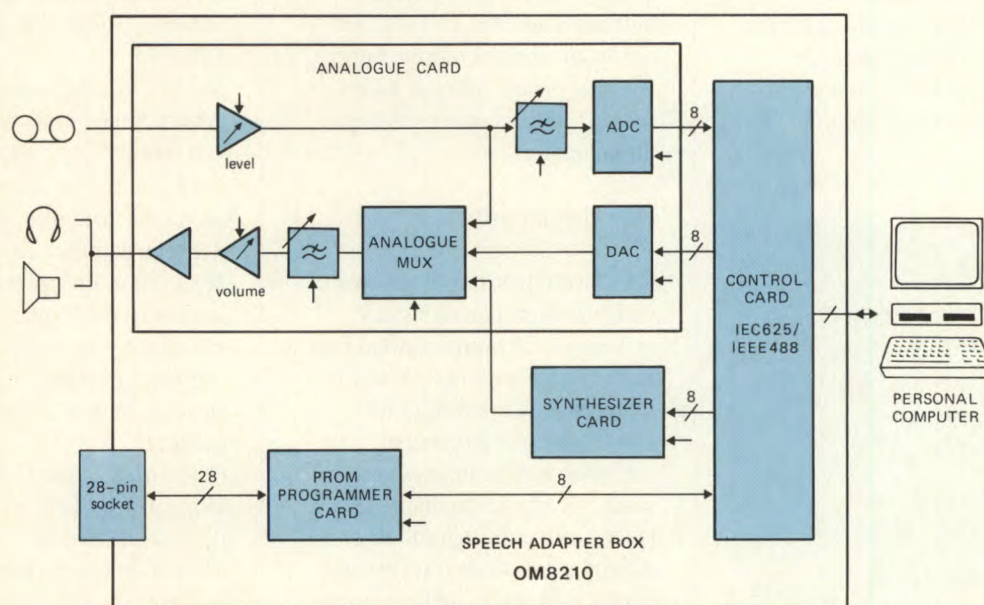 ANALOGUE CARD
level
ADC
8
volume
ANALOGUE
MUX
DAC
8
CONTROL
CARD
IEC625/
IEEE488
PERSONAL
COMPUTER
SYNTHESIZER
CARD
8
28-pin
socket
28
PROM
PROGRAMMER
CARD
8
SPEECH ADAPTER BOX
OM8210